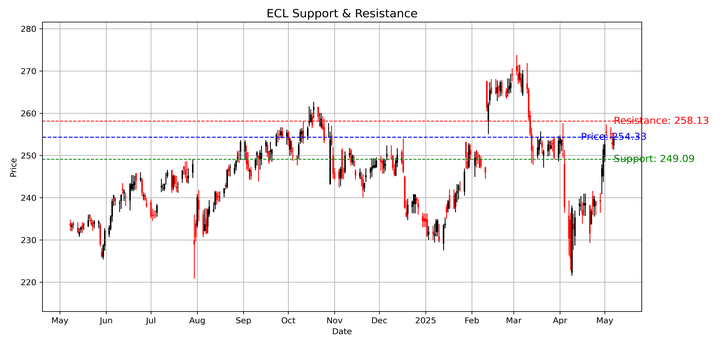 ECL Support & Resistance
280
270
260
250
240
230
220
Price
Resistance: 258.13
Price: 254.33
Support: 249.09
May Jun Jul Aug Sep Oct Nov Dec 2025 Feb Mar Apr May
Date